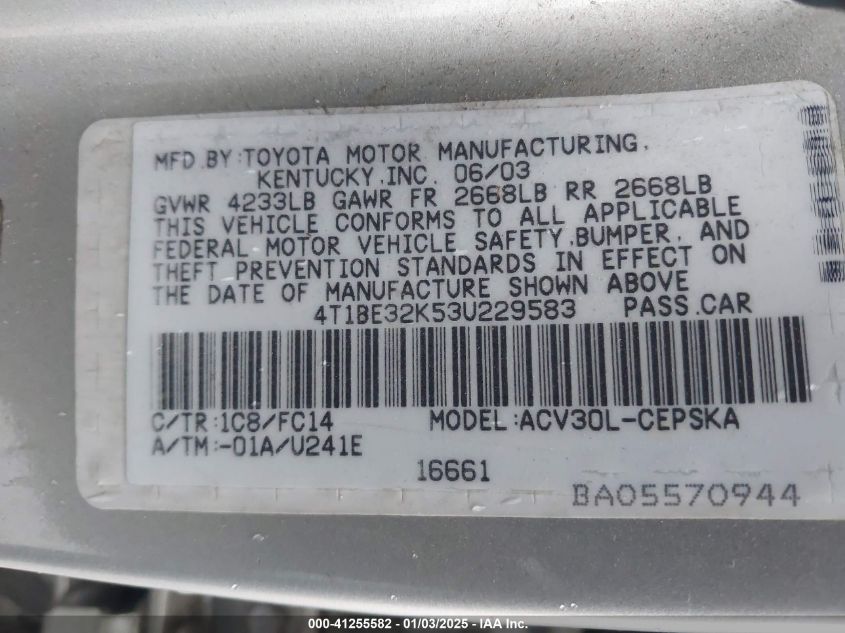 MFD.BY:TOYOTA MOTOR MANUFACTURING,
KENTUCKY,INC. 06/03
GVWR 4233LB GAWR FR 2668LB RR 2668LB
THIS VEHICLE CONFORMS TO ALL APPLICABLE
FEDERAL MOTOR VEHICLE SAFETY,BUMPER, AND
THEFT PREVENTION STANDARDS IN EFFECT ON
THE DATE OF MANUFACTURE SHOWN ABOVE
4T1BE32K53U229583 PASS.CAR
C/TR:1C8/FC14 MODEL:ACV30L-CEPSKA
A/TM:-01A/U241E
16661
BA05570944
000-41255582 | 01/03/2025 - IAA Inc.